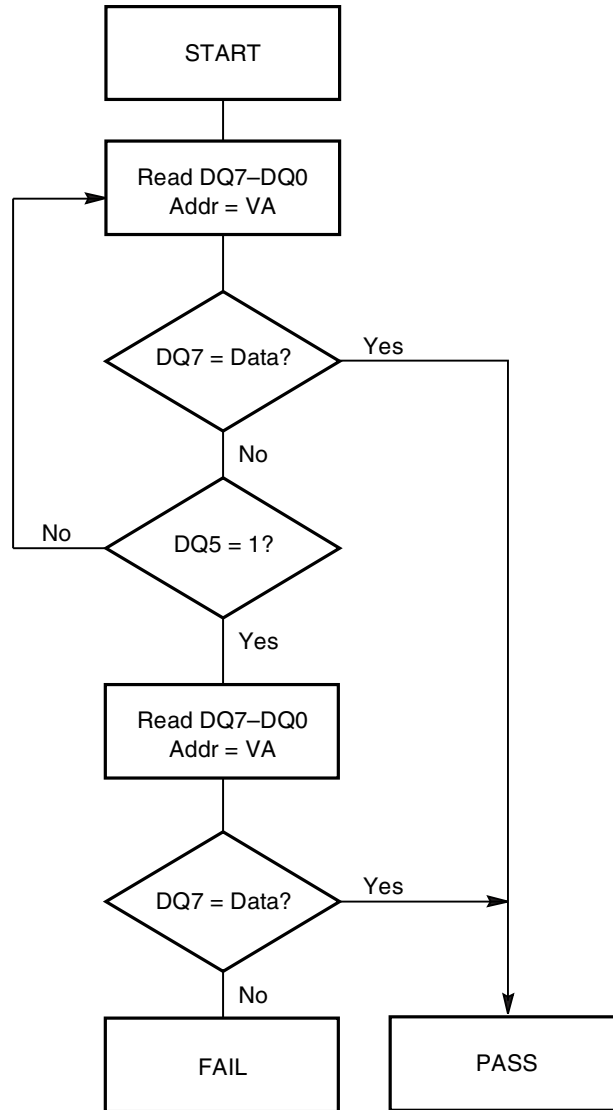 START
Read DQ7–DQ0
Addr = VA
DQ7 = Data?
Yes
No
DQ5 = 1?
No
Yes
Read DQ7–DQ0
Addr = VA
DQ7 = Data?
Yes
No
FAIL
PASS